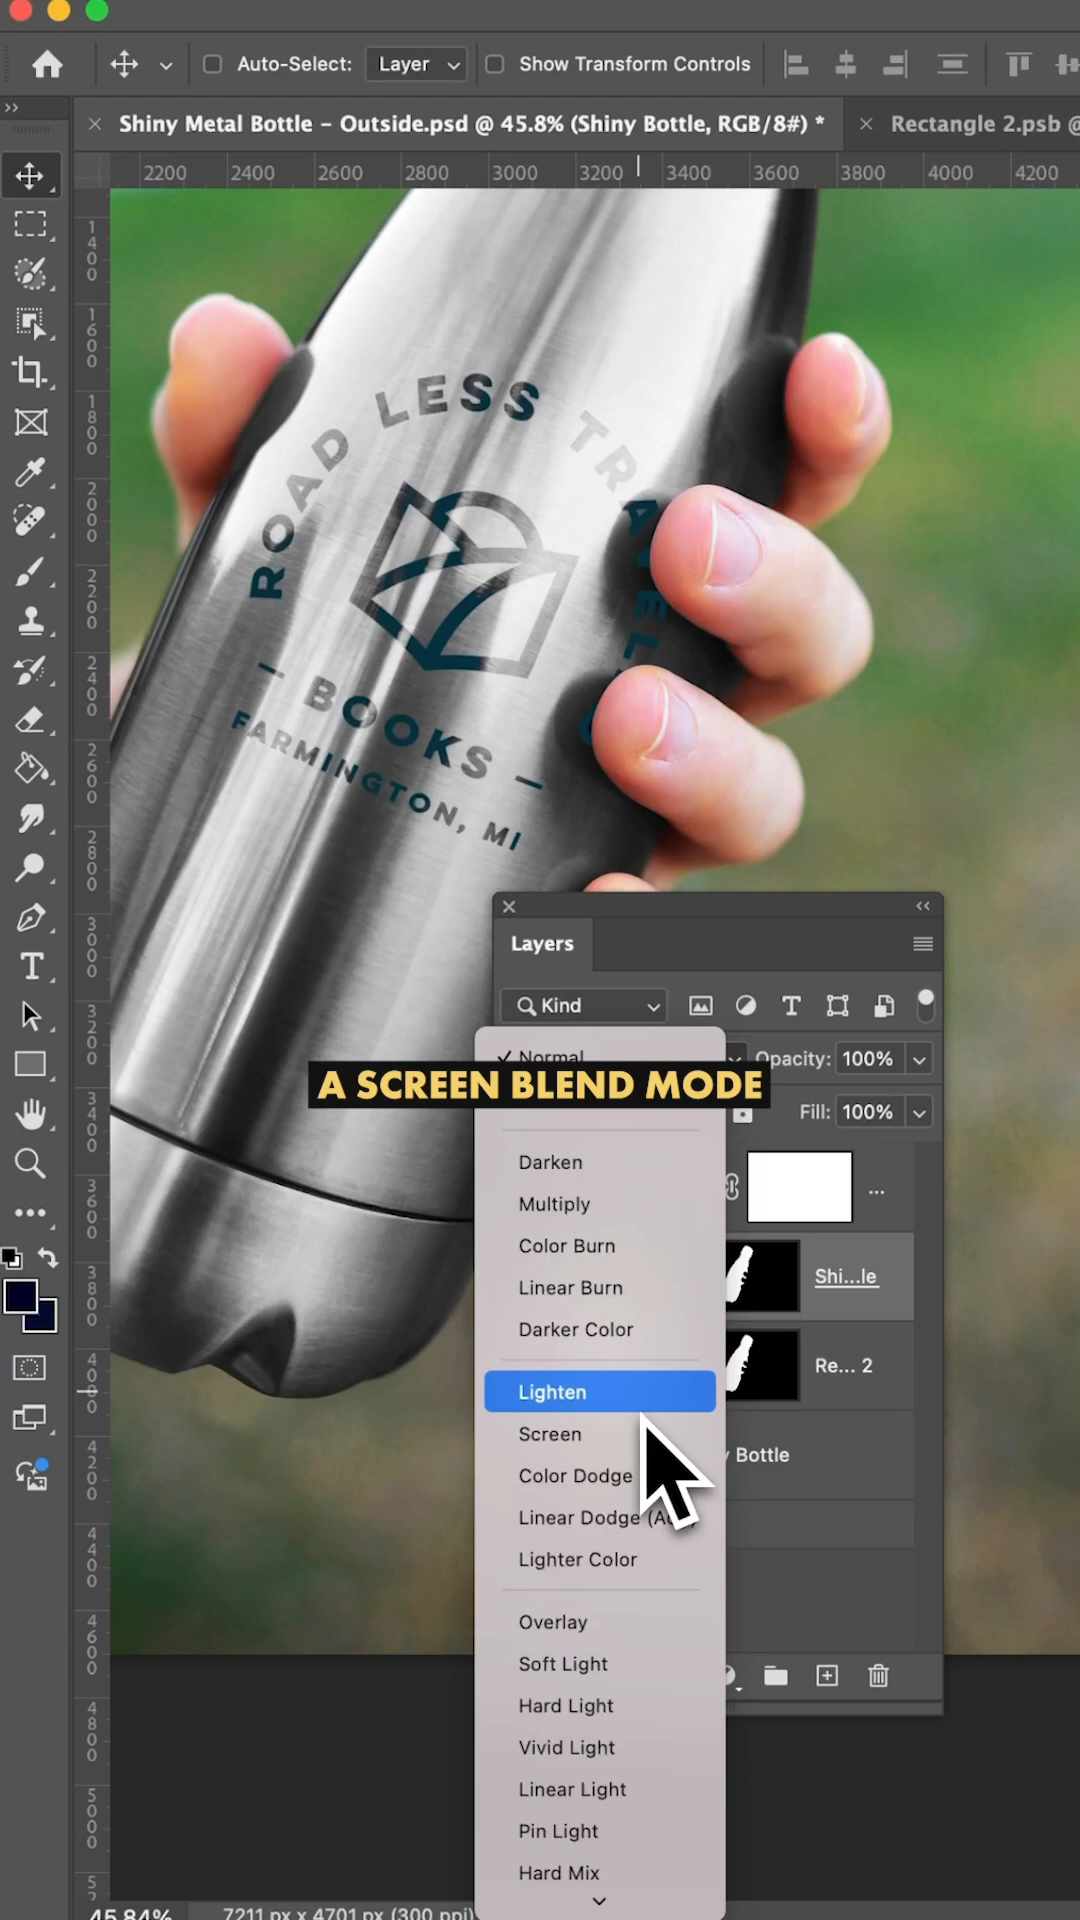 Auto-Select: Layer Show Transform Controls
Shiny Metal Bottle – Outside.psd @ 45.8% (Shiny Bottle, RGB/8#) *
Rectangle 2.psb @
2200 2400 2600 2800 3000 3200 3400 3600 3800 4000 4200
1400
1600
1800
2000
2200
2400
2600
2800
3000
3200
3400
3600
3800
4000
4200
4400
4600
4800
5000
ROAD LESS TRAVELED
– BOOKS –
FARMINGTON, MI
Layers
Kind
Normal
Opacity: 100%
A SCREEN BLEND MODE
Fill: 100%
Darken
Multiply
...
Color Burn
Shi...le
Linear Burn
Darker Color
Re... 2
Lighten
Screen
Bottle
Color Dodge
Linear Dodge
Lighter Color
Overlay
Soft Light
Hard Light
Vivid Light
Linear Light
Pin Light
Hard Mix
45.84% 7211 px x 4701 px (300 ppi)